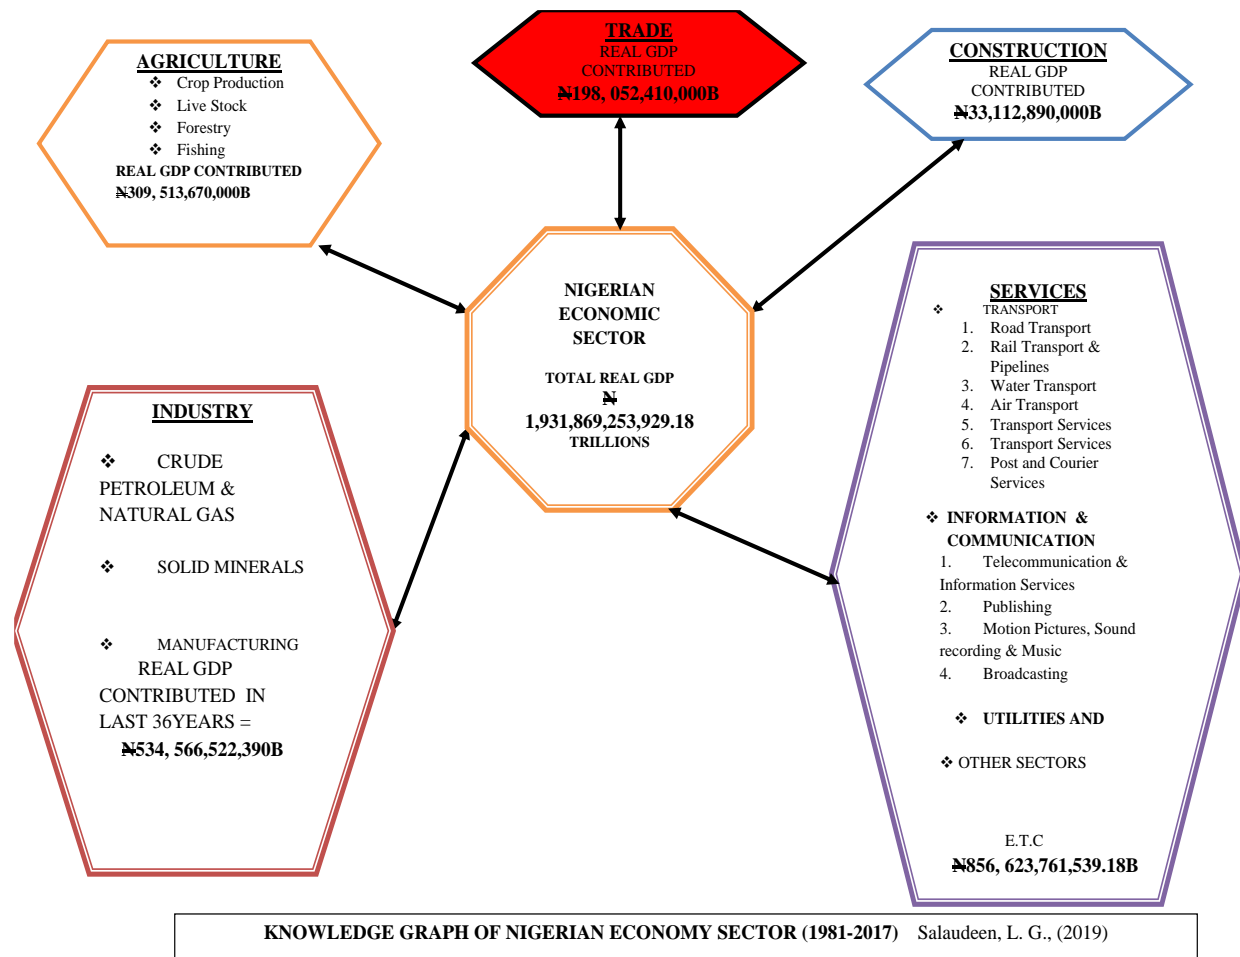 AGRICULTURE
❖ Crop Production
❖ Live Stock
❖ Forestry
❖ Fishing
REAL GDP CONTRIBUTED
₦309, 513,670,000B
TRADE
REAL GDP
CONTRIBUTED
₦198, 052,410,000B
CONSTRUCTION
REAL GDP
CONTRIBUTED
₦33,112,890,000B
NIGERIAN
ECONOMIC
SECTOR
TOTAL REAL GDP
₦
1,931,869,253,929.18
TRILLIONS
INDUSTRY
❖ CRUDE
PETROLEUM &
NATURAL GAS
❖ SOLID MINERALS
❖ MANUFACTURING
REAL GDP
CONTRIBUTED IN
LAST 36YEARS =
₦534, 566,522,390B
SERVICES
❖ TRANSPORT
1. Road Transport
2. Rail Transport &
Pipelines
3. Water Transport
4. Air Transport
5. Transport Services
6. Transport Services
7. Post and Courier
Services
❖ INFORMATION &
COMMUNICATION
1. Telecommunication &
Information Services
2. Publishing
3. Motion Pictures, Sound
recording & Music
4. Broadcasting
❖ UTILITIES AND
❖ OTHER SECTORS
E.T.C
₦856, 623,761,539.18B
KNOWLEDGE GRAPH OF NIGERIAN ECONOMY SECTOR (1981-2017) Salaudeen, L. G., (2019)